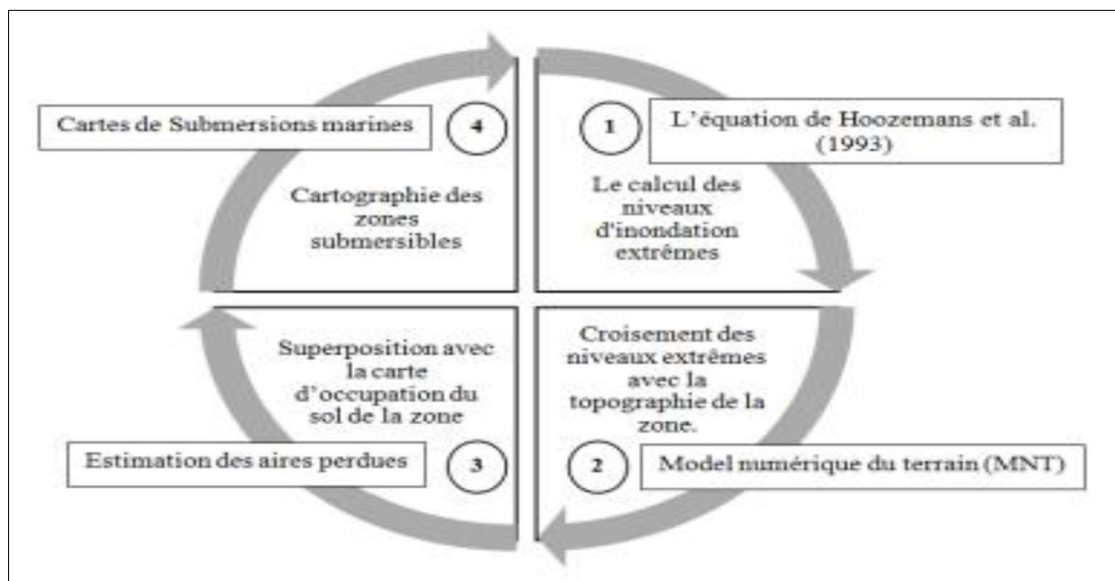 L'équation de Hoozemans et al.
(1993)
1
Le calcul des
niveaux
d'inondation
extrêmes
Croisement des
niveaux extrêmes
avec la
topographie de la
zone.
2
Model numérique du terrain (MNT)
Superposition avec
la carte
d'occupation du
sol de la zone
3
Estimation des aires perdues
Cartes de Submersions marines
4
Cartographie des
zones
submersibles